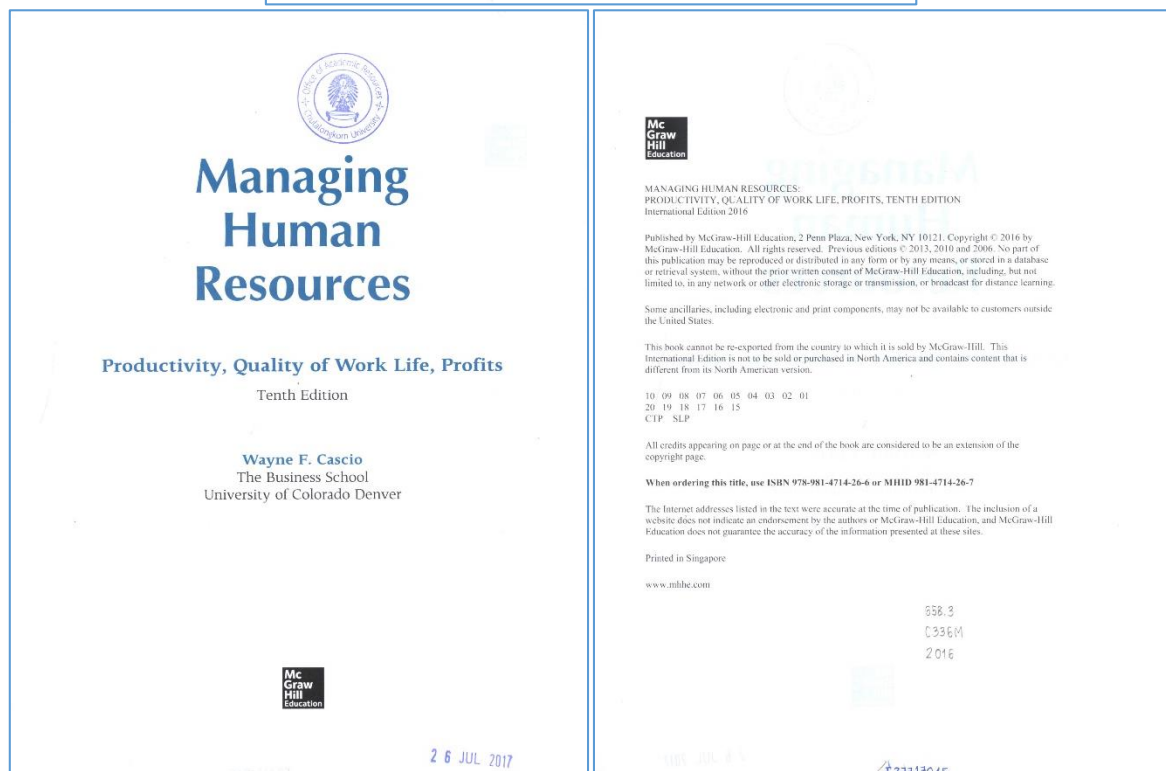 Office of Academic Resources
Chulalongkorn University
Managing
Human
Resources
Productivity, Quality of Work Life, Profits
Tenth Edition
Wayne F. Cascio
The Business School
University of Colorado Denver
Mc
Graw
Hill
Education
26 JUL 2017
Mc
Graw
Hill
Education
MANAGING HUMAN RESOURCES:
PRODUCTIVITY, QUALITY OF WORK LIFE, PROFITS, TENTH EDITION
International Edition 2016
Published by McGraw-Hill Education, 2 Penn Plaza, New York, NY 10121. Copyright © 2016 by
McGraw-Hill Education. All rights reserved. Previous editions © 2013, 2010 and 2006. No part of
this publication may be reproduced or distributed in any form or by any means, or stored in a database
or retrieval system, without the prior written consent of McGraw-Hill Education, including, but not
limited to, in any network or other electronic storage or transmission, or broadcast for distance learning.
Some ancillaries, including electronic and print components, may not be available to customers outside
the United States.
This book cannot be re-exported from the country to which it is sold by McGraw-Hill. This
International Edition is not to be sold or purchased in North America and contains content that is
different from its North American version.
10 09 08 07 06 05 04 03 02 01
20 19 18 17 16 15
CTP SLP
All credits appearing on page or at the end of the book are considered to be an extension of the
copyright page.
When ordering this title, use ISBN 978-981-4714-26-6 or MHID 981-4714-26-7
The Internet addresses listed in the text were accurate at the time of publication. The inclusion of a
website does not indicate an endorsement by the authors or McGraw-Hill Education, and McGraw-Hill
Education does not guarantee the accuracy of the information presented at these sites.
Printed in Singapore
www.mhhe.com
658.3
C336M
2016